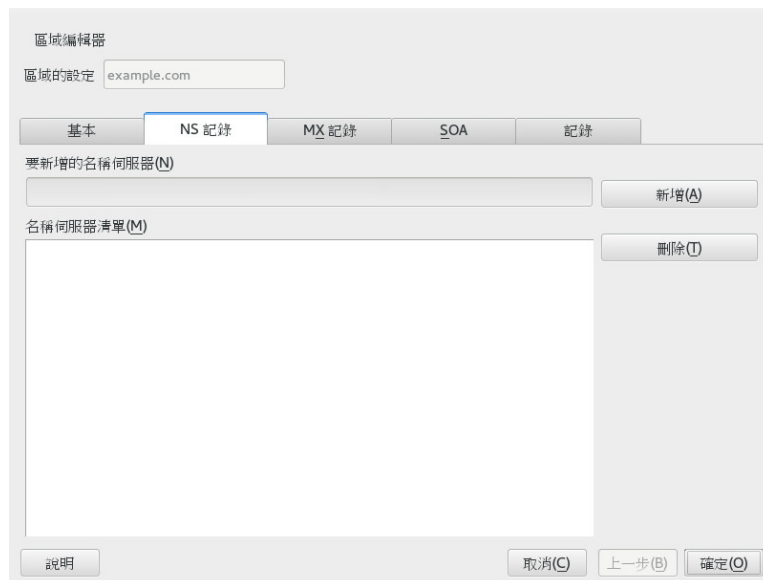 區域編輯器
區域的設定 example.com
基本 NS 記錄 MX 記錄 SOA 記錄
要新增的名稱伺服器(N)
新增(A)
名稱伺服器清單(M)
刪除(T)
說明 取消(C) 上一步(B) 確定(O)